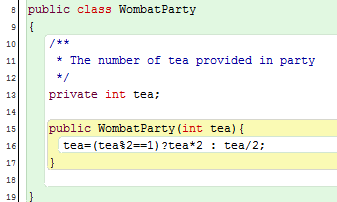 8 public class WombatParty
9 {
10 /**
11 * The number of tea provided in party
12 */
13 private int tea;
14
15 public WombatParty(int tea){
16 tea=(tea%2==1)?tea*2 : tea/2;
17 }
18
19 }